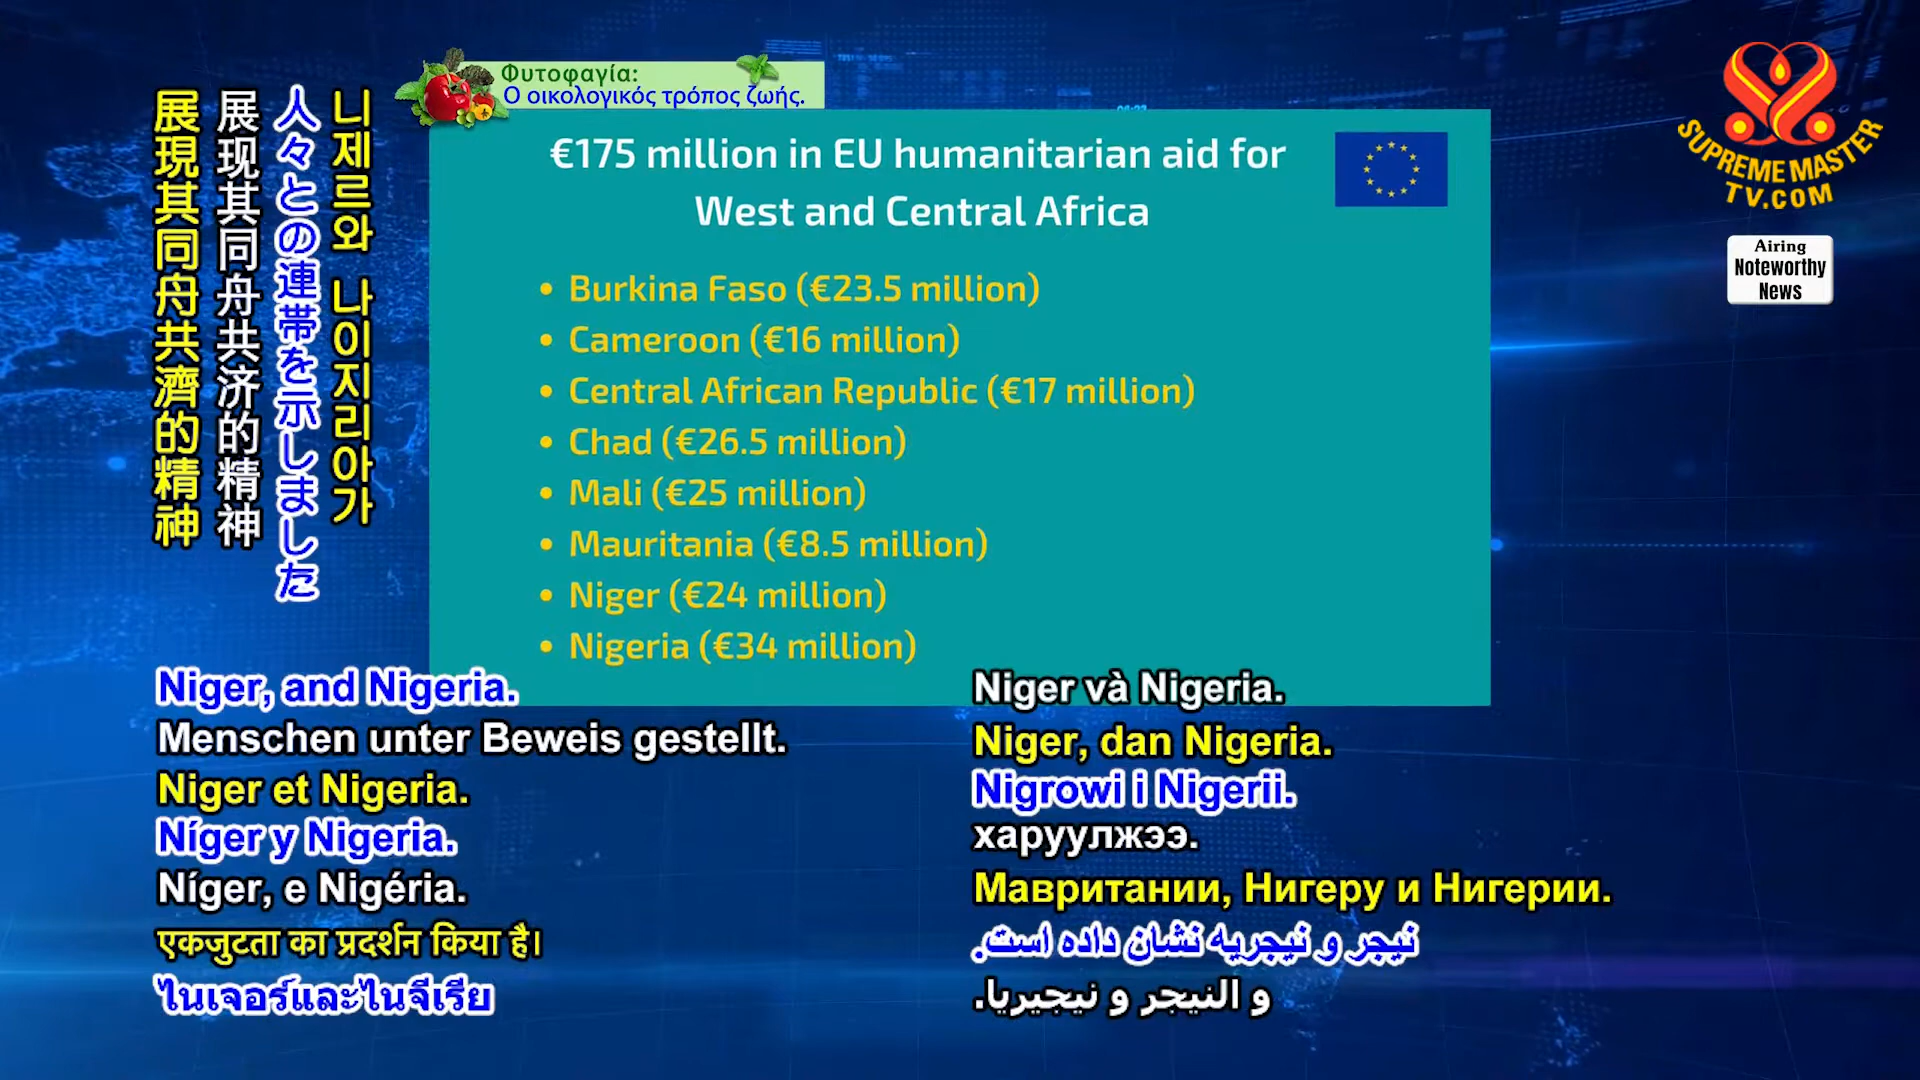 Φυτοφαγία:
Ο οικολογικός τρόπος ζωής.
€175 million in EU humanitarian aid for
West and Central Africa
• Burkina Faso (€23.5 million)
• Cameroon (€16 million)
• Central African Republic (€17 million)
• Chad (€26.5 million)
• Mali (€25 million)
• Mauritania (€8.5 million)
• Niger (€24 million)
• Nigeria (€34 million)
SUPREME MASTER
TV.COM
Airing
Noteworthy
News
니제르와 나이지리아가
人々との連帯を示しました
展现其同舟共济的精神
展現其同舟共濟的精神
Niger, and Nigeria.
Menschen unter Beweis gestellt.
Niger et Nigeria.
Níger y Nigeria.
Níger, e Nigéria.
एकजुटता का प्रदर्शन किया है।
ไนเจอร์และไนจีเรีย
Niger và Nigeria.
Niger, dan Nigeria.
Nigrowi i Nigerii.
харуулжээ.
Мавритании, Нигеру и Нигерии.
نیجر و نیجریه نشان داده است.
و النيجر و نيجيريا.